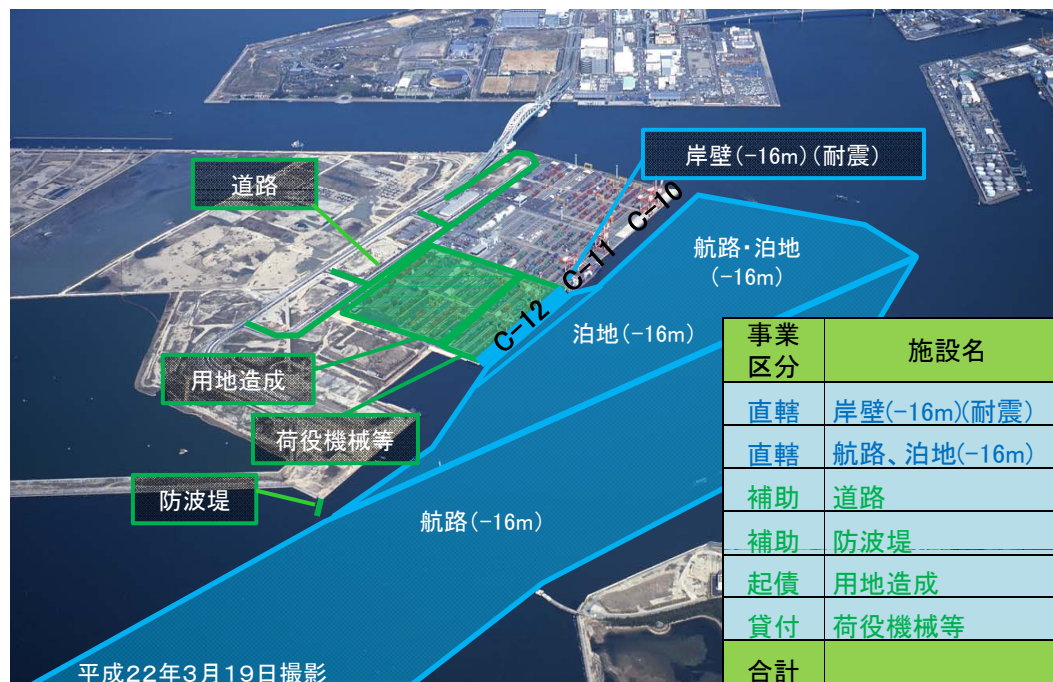 岸壁(-16m)(耐震)
道路
C-10
C-11
C-12
航路・泊地
(-16m)
泊地(-16m)
用地造成
荷役機械等
防波堤
航路(-16m)
平成22年3月19日撮影
事業
区分 施設名
直轄 岸壁(-16m)(耐震)
直轄 航路、泊地(-16m)
補助 道路
補助 防波堤
起債 用地造成
貸付 荷役機械等
合計